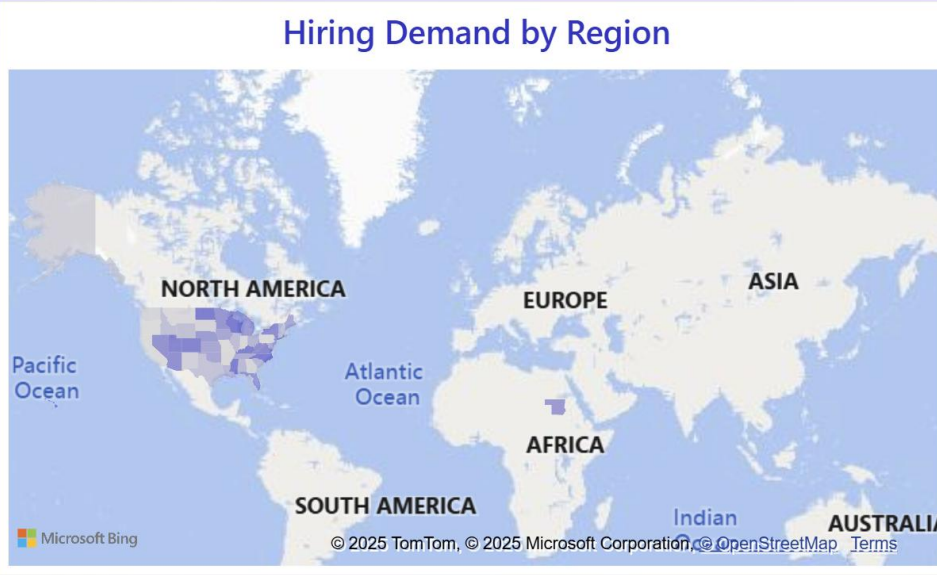 Hiring Demand by Region
NORTH AMERICA
EUROPE
ASIA
Pacific
Ocean
Atlantic
Ocean
AFRICA
SOUTH AMERICA
Indian
AUSTRALIA
Microsoft Bing
© 2025 TomTom, © 2025 Microsoft Corporation, © OpenStreetMap Terms